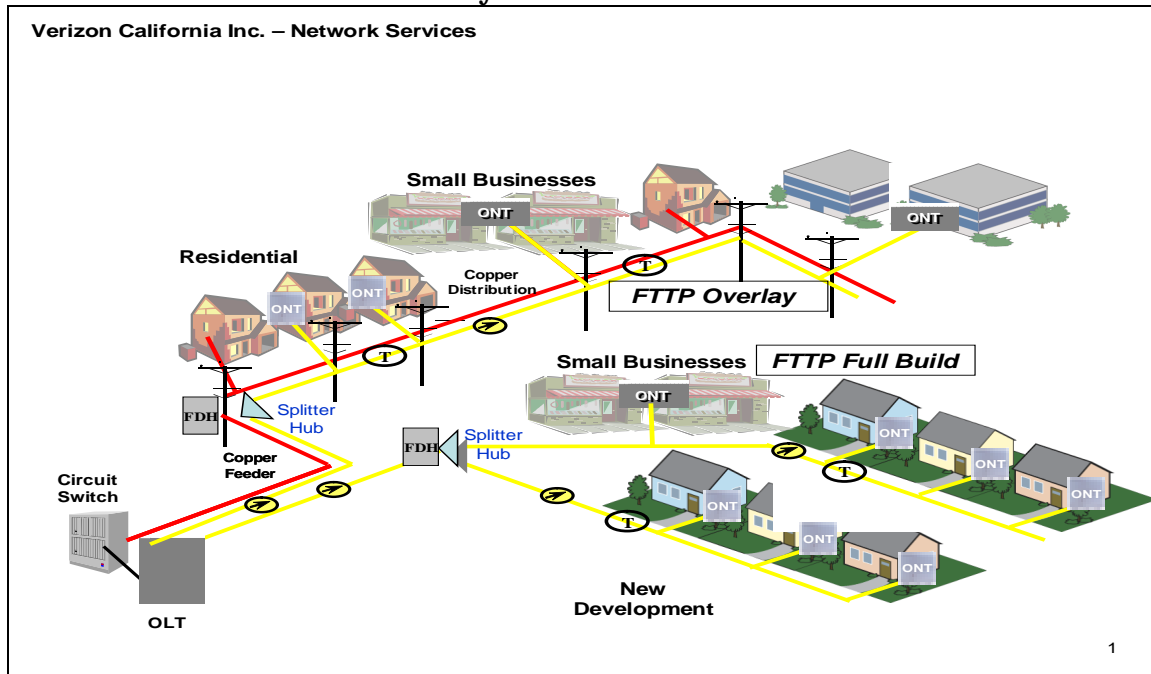 Verizon California Inc. – Network Services
Small Businesses
ONT
ONT
Residential
Copper
Distribution
T
FTTP Overlay
ONT
ONT
T
Small Businesses
FTTP Full Build
ONT
FDH
Splitter
Hub
Copper
Feeder
FDH
Splitter
Hub
ONT
ONT
ONT
T
Circuit
Switch
ONT
ONT
ONT
T
OLT
New
Development
1